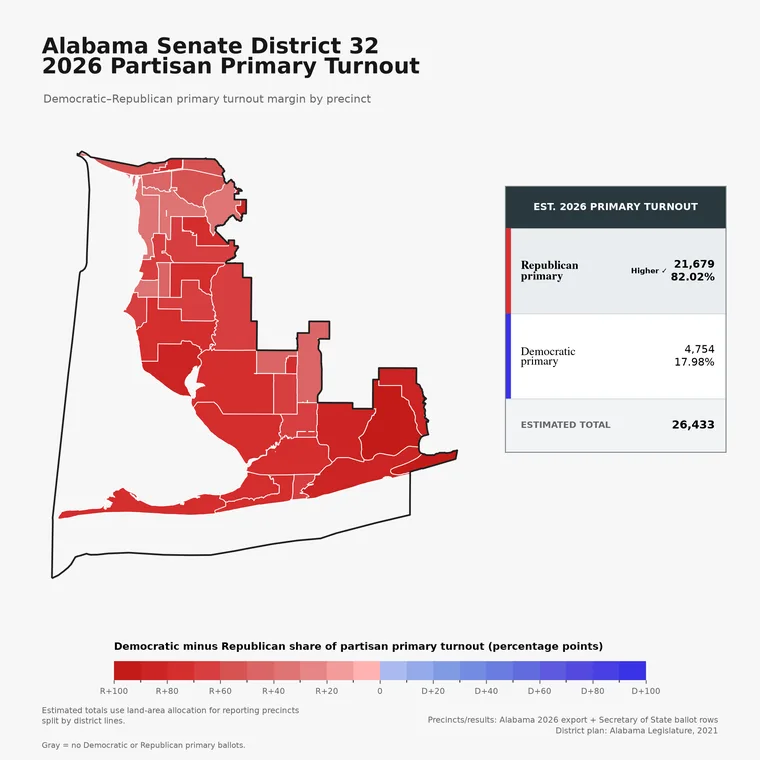 Alabama Senate District 32
2026 Partisan Primary Turnout
Democratic–Republican primary turnout margin by precinct
EST. 2026 PRIMARY TURNOUT
Republican
primary
Higher ✓
21,679
82.02%
Democratic
primary
4,754
17.98%
ESTIMATED TOTAL
26,433
Democratic minus Republican share of partisan primary turnout (percentage points)
R+100 R+80 R+60 R+40 R+20 0 D+20 D+40 D+60 D+80 D+100
Estimated totals use land-area allocation for reporting precincts
split by district lines.
Gray = no Democratic or Republican primary ballots.
Precincts/results: Alabama 2026 export + Secretary of State ballot rows
District plan: Alabama Legislature, 2021